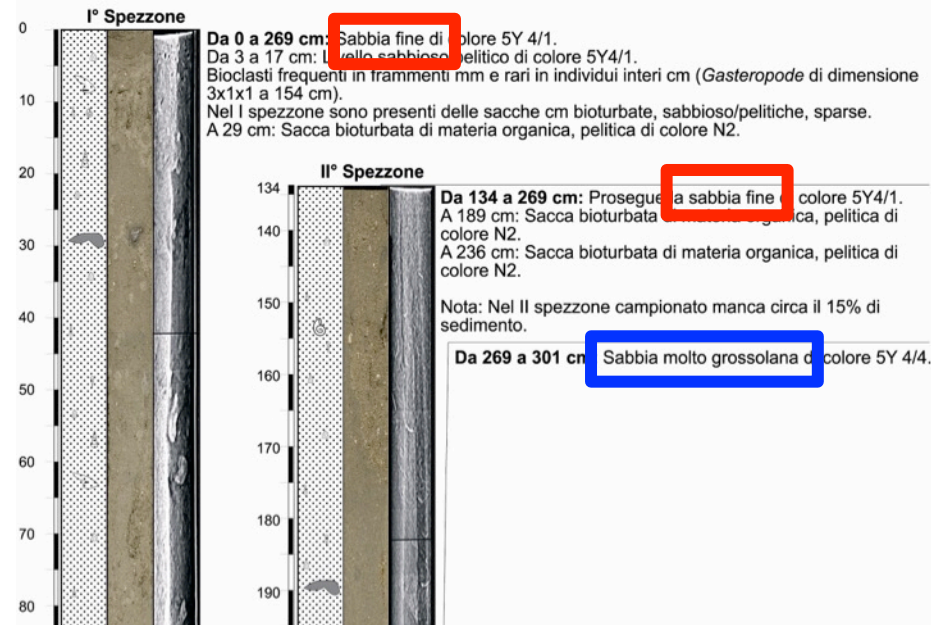 I° Spezzone
0
10
20
30
40
50
60
70
80
Da 0 a 269 cm: Sabbia fine di colore 5Y 4/1.
Da 3 a 17 cm: Livello sabbioso pelitico di colore 5Y4/1.
Bioclasti frequenti in frammenti mm e rari in individui interi cm (Gasteropode di dimensione
3x1x1 a 154 cm).
Nel I spezzone sono presenti delle sacche cm bioturbate, sabbioso/pelitiche, sparse.
A 29 cm: Sacca bioturbata di materia organica, pelitica di colore N2.
II° Spezzone
134
140
150
160
170
180
190
Da 134 a 269 cm: Prosegue la sabbia fine di colore 5Y4/1.
A 189 cm: Sacca bioturbata di materia organica, pelitica di
colore N2.
A 236 cm: Sacca bioturbata di materia organica, pelitica di
colore N2.
Nota: Nel II spezzone campionato manca circa il 15% di
sedimento.
Da 269 a 301 cm Sabbia molto grossolana di colore 5Y 4/4.